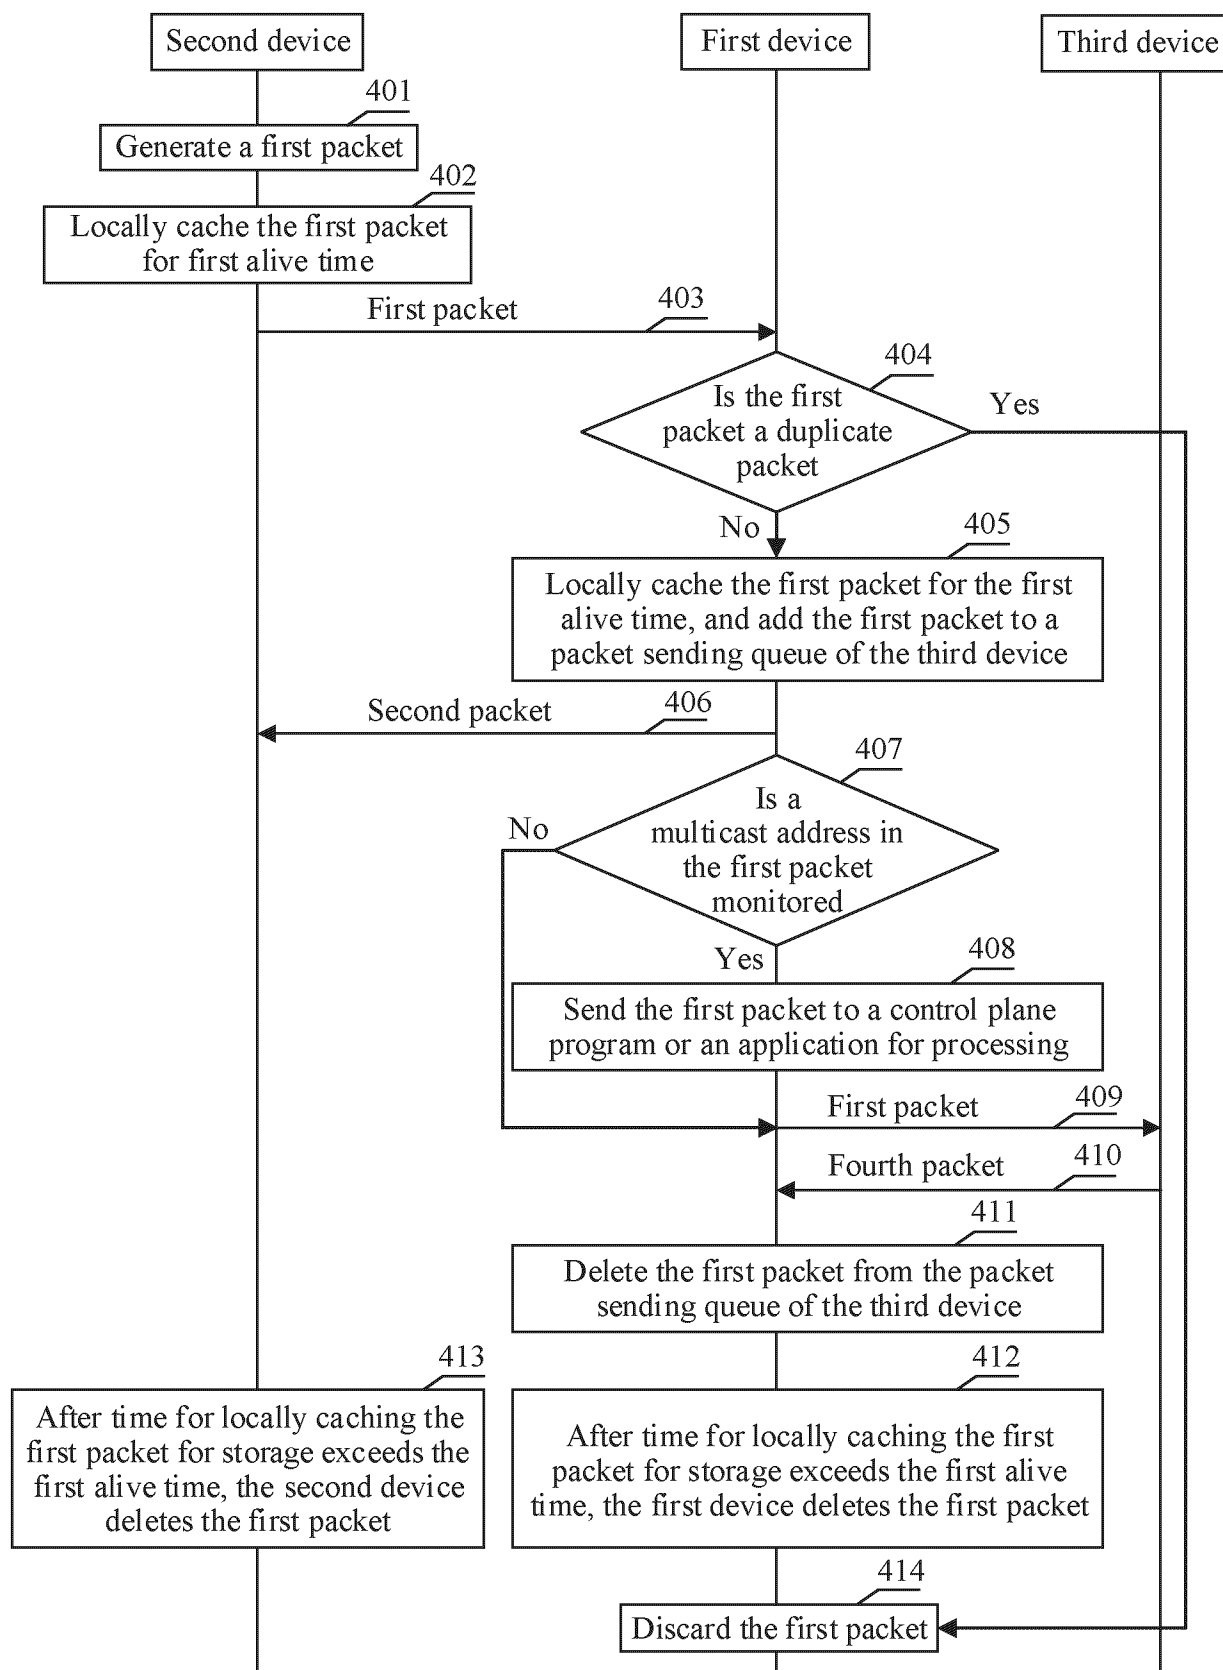 Second device
First device
Third device
401
Generate a first packet
402
Locally cache the first packet
for first alive time
First packet
403
404
Is the first
packet a duplicate
packet
Yes
No
405
Locally cache the first packet for the first
alive time, and add the first packet to a
packet sending queue of the third device
Second packet
406
407
Is a
multicast address in
the first packet
monitored
No
Yes
408
Send the first packet to a control plane
program or an application for processing
First packet
409
Fourth packet
410
411
Delete the first packet from the packet
sending queue of the third device
413
After time for locally caching the
first packet for storage exceeds the
first alive time, the second device
deletes the first packet
412
After time for locally caching the first
packet for storage exceeds the first alive
time, the first device deletes the first packet
414
Discard the first packet